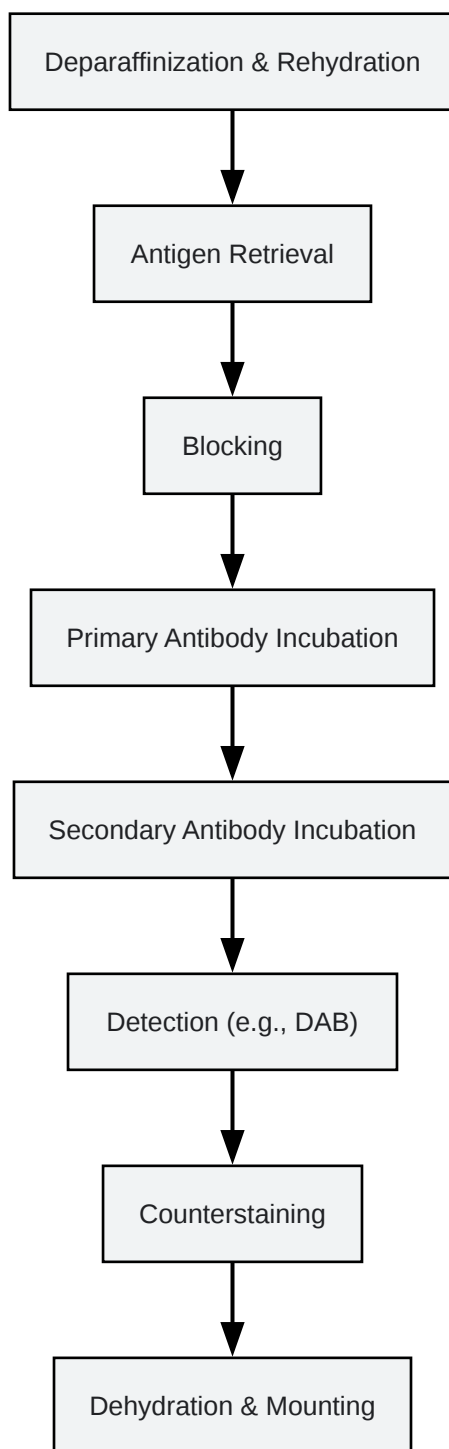 Deparaffinization & Rehydration
Antigen Retrieval
Blocking
Primary Antibody Incubation
Secondary Antibody Incubation
Detection (e.g., DAB)
Counterstaining
Dehydration & Mounting